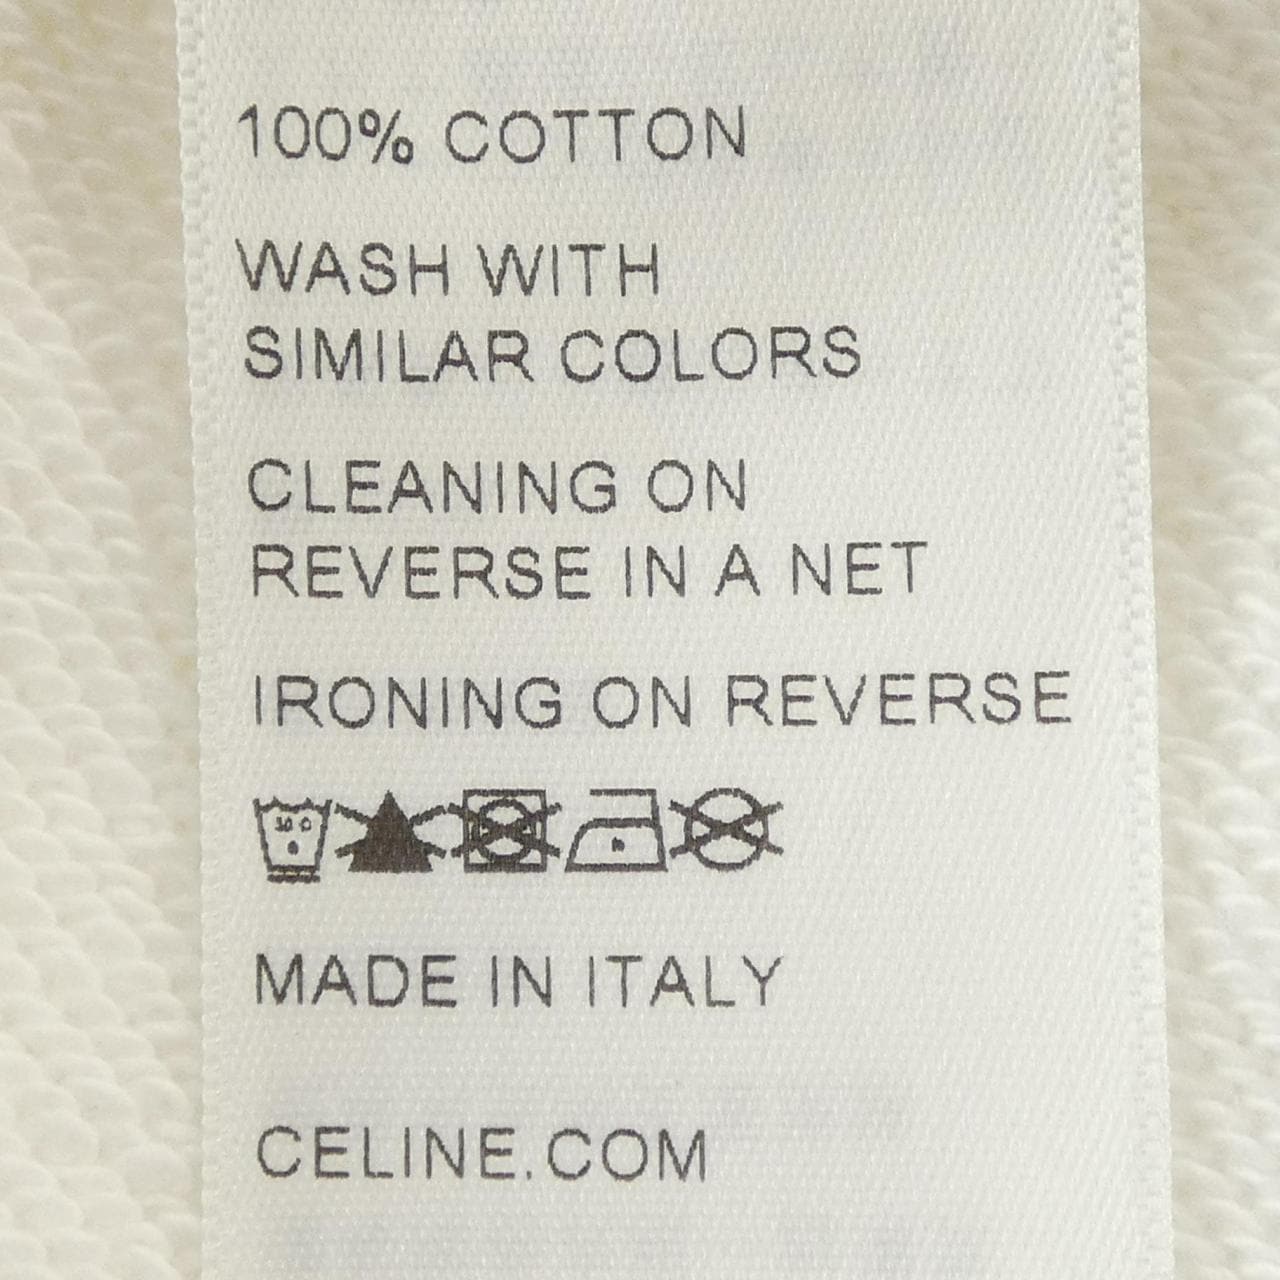 100% COTTON
WASH WITH
SIMILAR COLORS
CLEANING ON
REVERSE IN A NET
IRONING ON REVERSE
30 C
MADE IN ITALY
CELINE.COM